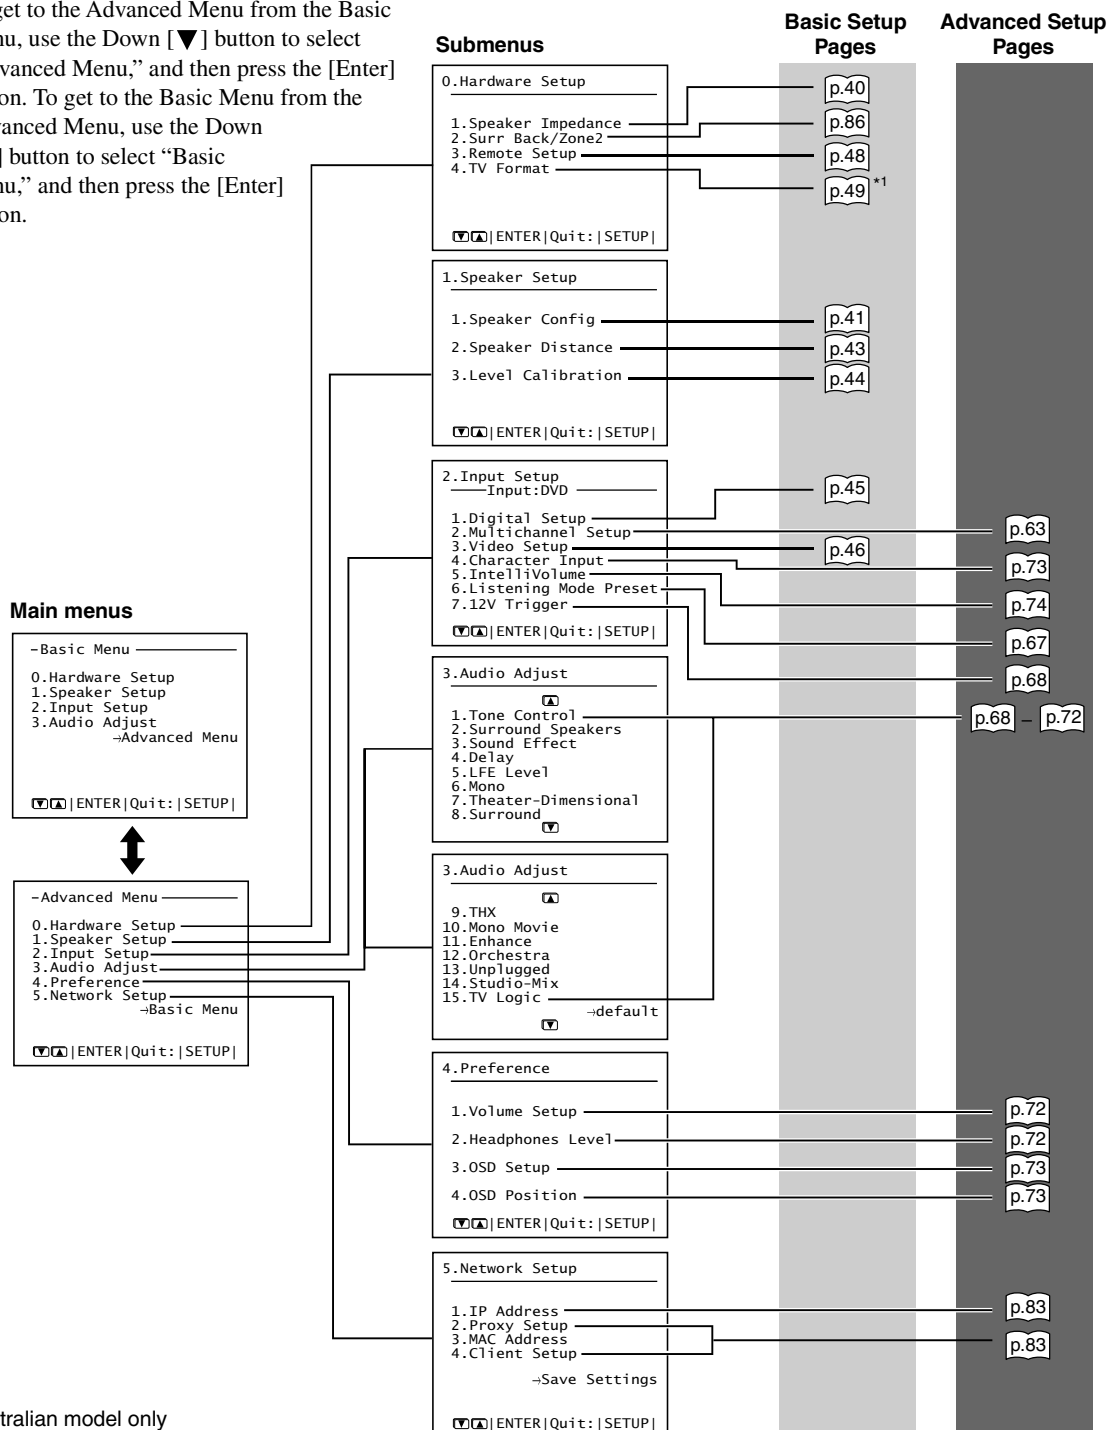 get to the Advanced Menu from the Basic
nu, use the Down [▼] button to select
dvanced Menu,” and then press the [Enter]
on. To get to the Basic Menu from the
vanced Menu, use the Down
] button to select “Basic
nu,” and then press the [Enter]
on.
Submenus
Basic Setup Pages
Advanced Setup Pages
0.Hardware Setup
1.Speaker Impedance
2.Surr Back/Zone2
3.Remote Setup
4.TV Format
▼▲|ENTER|Quit:|SETUP|
p.40
p.86
p.48
p.49 *1
1.Speaker Setup
1.Speaker Config
2.Speaker Distance
3.Level Calibration
▼▲|ENTER|Quit:|SETUP|
p.41
p.43
p.44
2.Input Setup
Input:DVD
1.Digital Setup
2.Multichannel Setup
3.Video Setup
4.Character Input
5.IntelliVolume
6.Listening Mode Preset
7.12V Trigger
▼▲|ENTER|Quit:|SETUP|
p.45
p.46
p.63
p.73
p.74
p.67
p.68
Main menus
-Basic Menu
0.Hardware Setup
1.Speaker Setup
2.Input Setup
3.Audio Adjust
→Advanced Menu
▼▲|ENTER|Quit:|SETUP|
-Advanced Menu
0.Hardware Setup
1.Speaker Setup
2.Input Setup
3.Audio Adjust
4.Preference
5.Network Setup
→Basic Menu
▼▲|ENTER|Quit:|SETUP|
3.Audio Adjust
▲
1.Tone Control
2.Surround Speakers
3.Sound Effect
4.Delay
5.LFE Level
6.Mono
7.Theater-Dimensional
8.Surround
▼
p.68 – p.72
3.Audio Adjust
▲
9.THX
10.Mono Movie
11.Enhance
12.Orchestra
13.Unplugged
14.Studio-Mix
15.TV Logic
→default
▼
4.Preference
1.Volume Setup
2.Headphones Level
3.OSD Setup
4.OSD Position
▼▲|ENTER|Quit:|SETUP|
p.72
p.72
p.73
p.73
5.Network Setup
1.IP Address
2.Proxy Setup
3.MAC Address
4.Client Setup
→Save Settings
▼▲|ENTER|Quit:|SETUP|
p.83
p.83
tralian model only